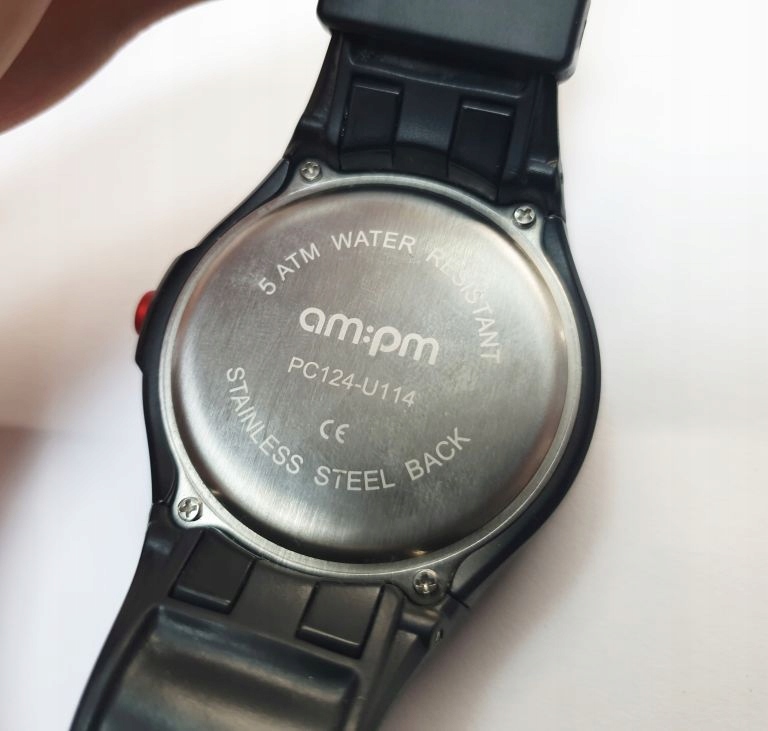 5 ATM WATER RESISTANT
am:pm
PC124-U114
CE
STAINLESS STEEL BACK